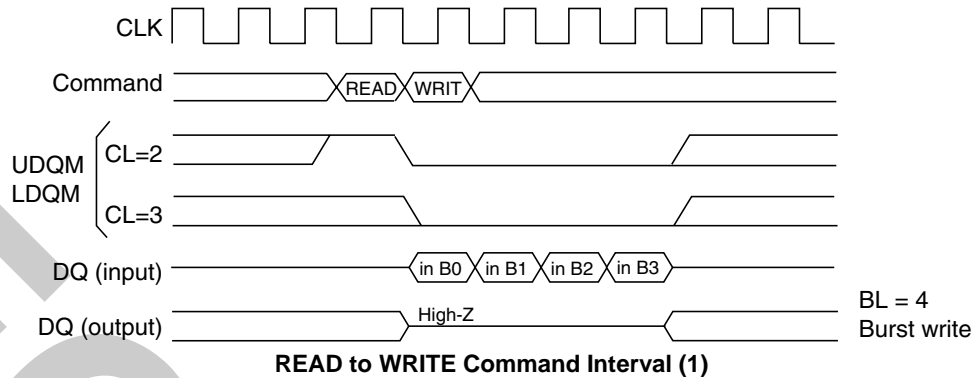 CLK
Command
READ WRIT
UDQM
LDQM
CL=2
CL=3
DQ (input)
in B0 in B1 in B2 in B3
DQ (output)
High-Z
BL = 4
Burst write
READ to WRITE Command Interval (1)